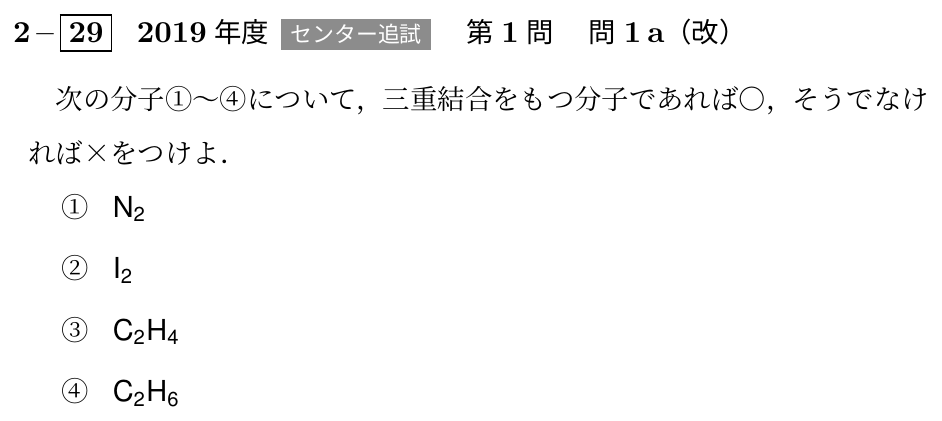 2–29 2019 年度 センター追試 第 1 問 問 1 a（改）
次の分子①〜④について，三重結合をもつ分子であれば○，そうでなけ
れば×をつけよ．
① N₂
② I₂
③ C₂H₄
④ C₂H₆